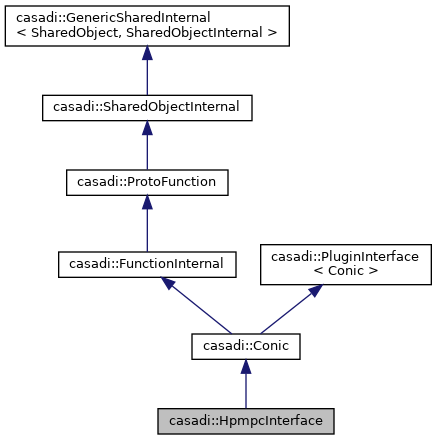 casadi::GenericSharedInternal
< SharedObject, SharedObjectInternal >
casadi::SharedObjectInternal
casadi::ProtoFunction
casadi::FunctionInternal
casadi::PluginInterface
< Conic >
casadi::Conic
casadi::HpmpcInterface